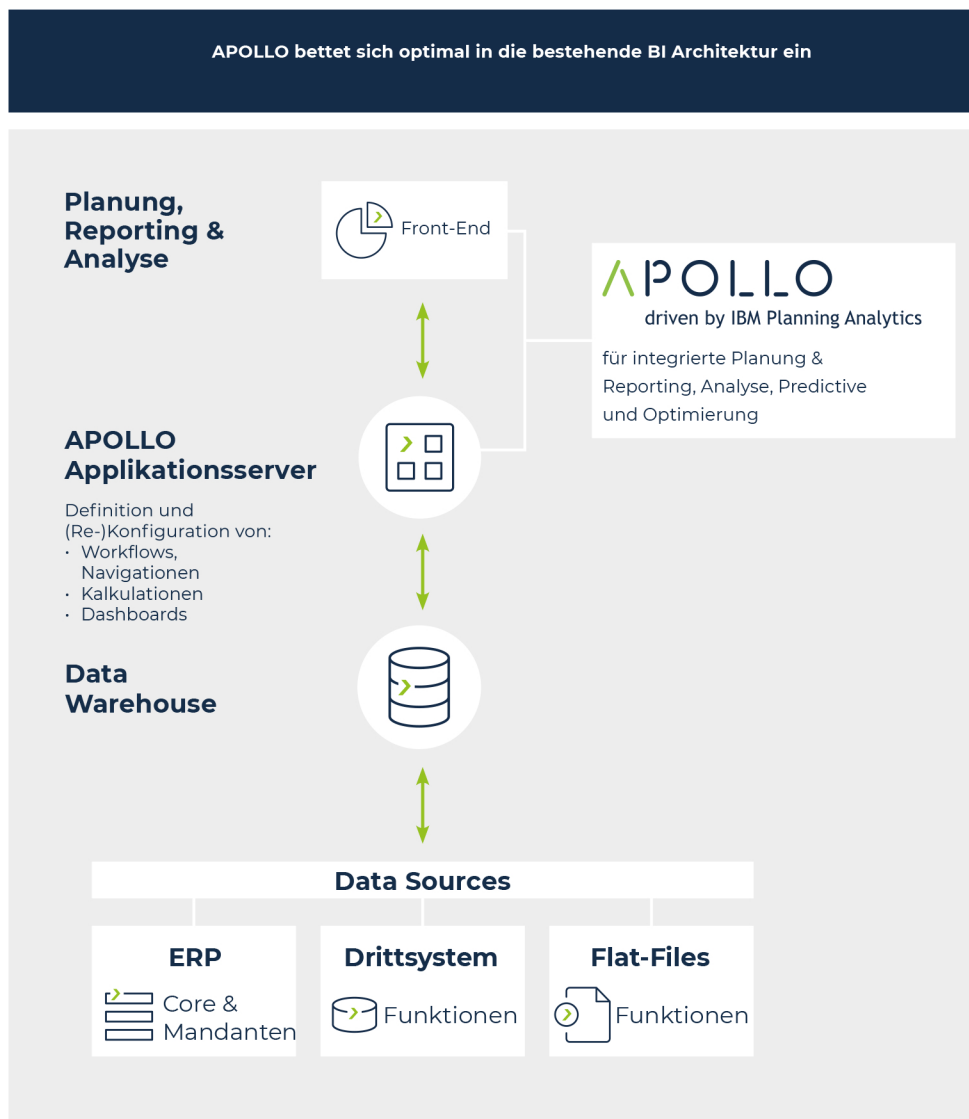 APOLLO bettet sich optimal in die bestehende BI Architektur ein
Planung,
Reporting &
Analyse
Front-End
APOLLO
driven by IBM Planning Analytics
für integrierte Planung &
Reporting, Analyse, Predictive
und Optimierung
APOLLO
Applikationsserver
Definition und
(Re-)Konfiguration von:
• Workflows,
Navigationen
• Kalkulationen
• Dashboards
Data
Warehouse
Data Sources
ERP
Core &
Mandanten
Drittsystem
Funktionen
Flat-Files
Funktionen